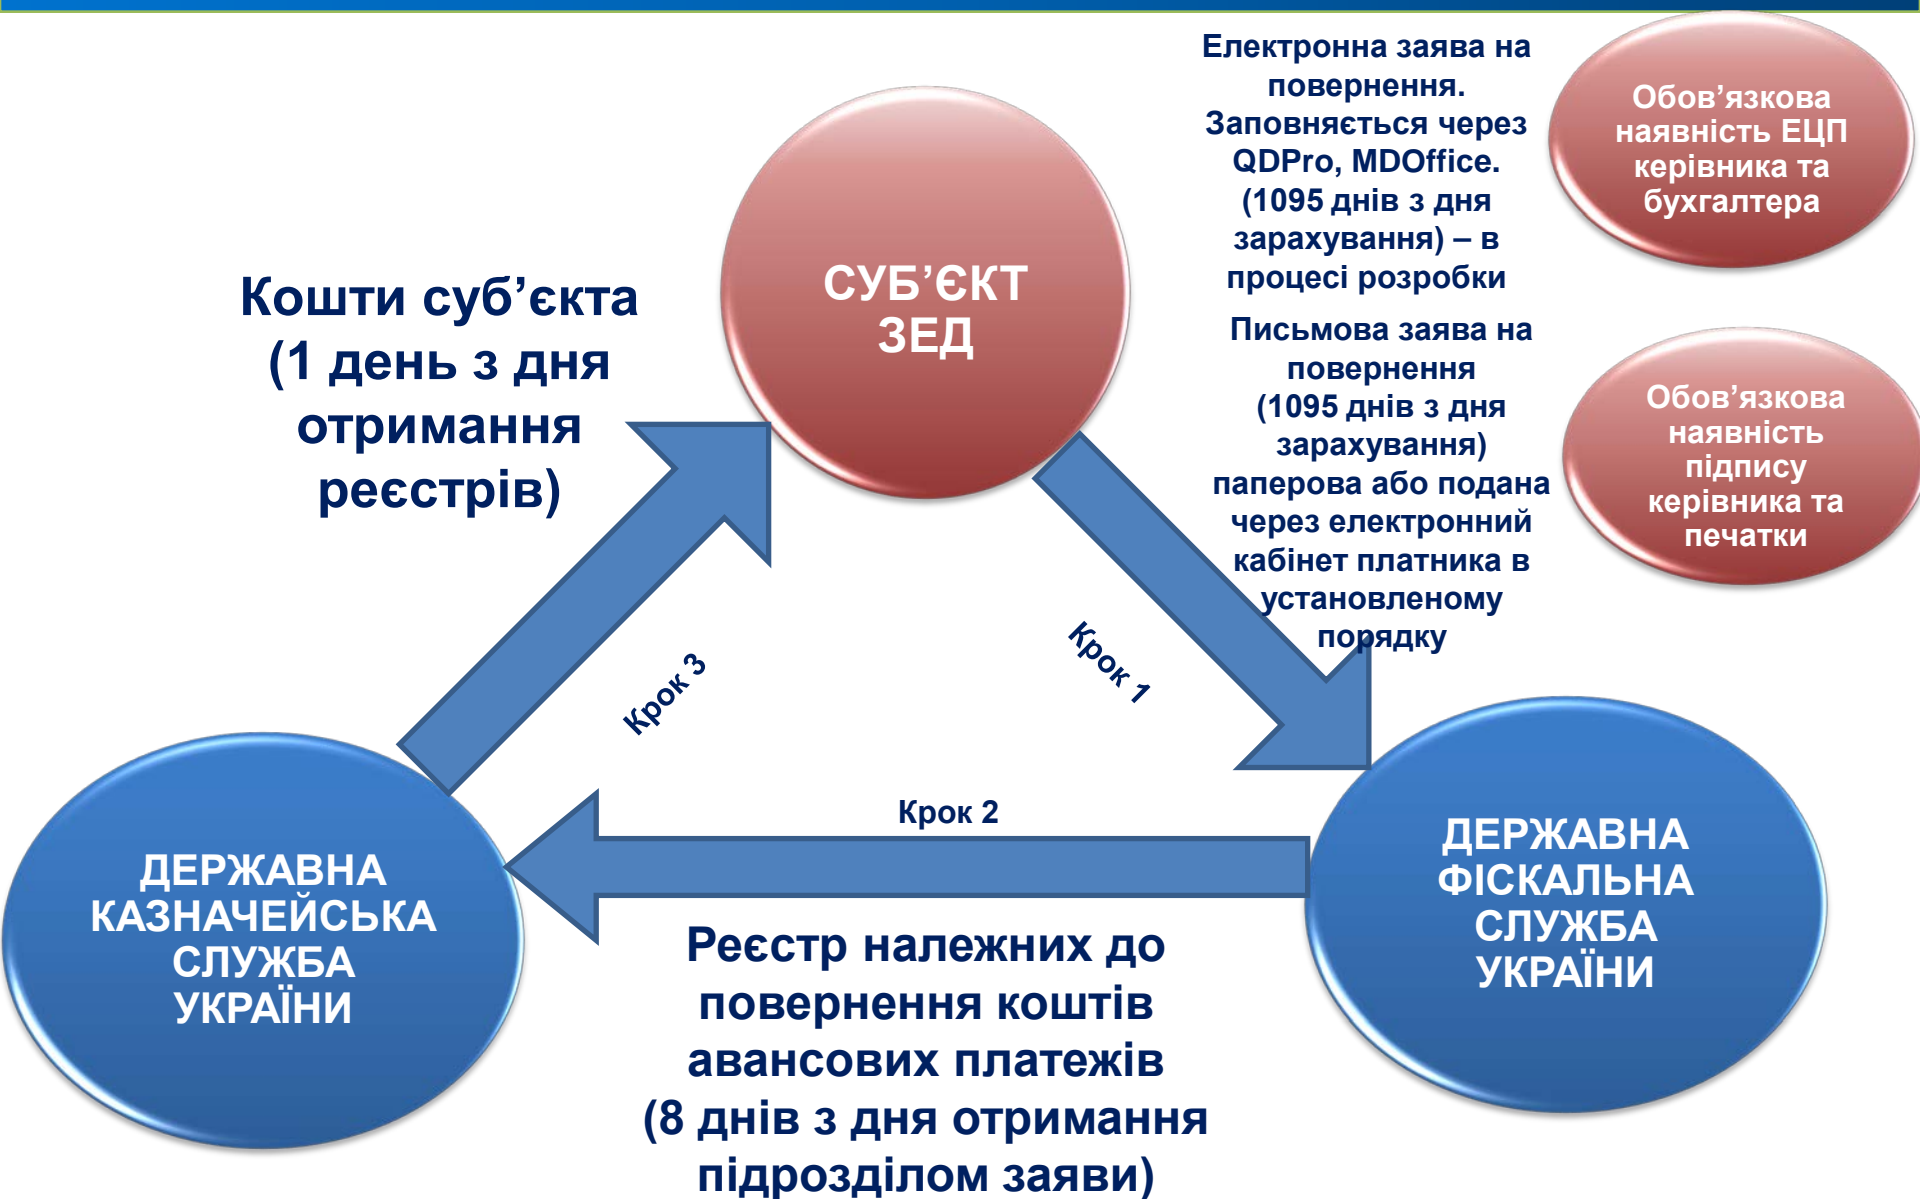 Електронна заява на
повернення.
Заповняється через
QDPro, MDOffice.
(1095 днів з дня
зарахування) – в
процесі розробки
Обов’язкова
наявність ЕЦП
керівника та
бухгалтера
СУБ’ЄКТ
ЗЕД
Кошти суб’єкта
(1 день з дня
отримання
реєстрів)
Письмова заява на
повернення
(1095 днів з дня
зарахування)
паперова або подана
через електронний
кабінет платника в
установленому
порядку
Обов’язкова
наявність
підпису
керівника та
печатки
Крок 3
Крок 1
Крок 2
ДЕРЖАВНА
КАЗНАЧЕЙСЬКА
СЛУЖБА
УКРАЇНИ
ДЕРЖАВНА
ФІСКАЛЬНА
СЛУЖБА
УКРАЇНИ
Реєстр належних до
повернення коштів
авансових платежів
(8 днів з дня отримання
підрозділом заяви)